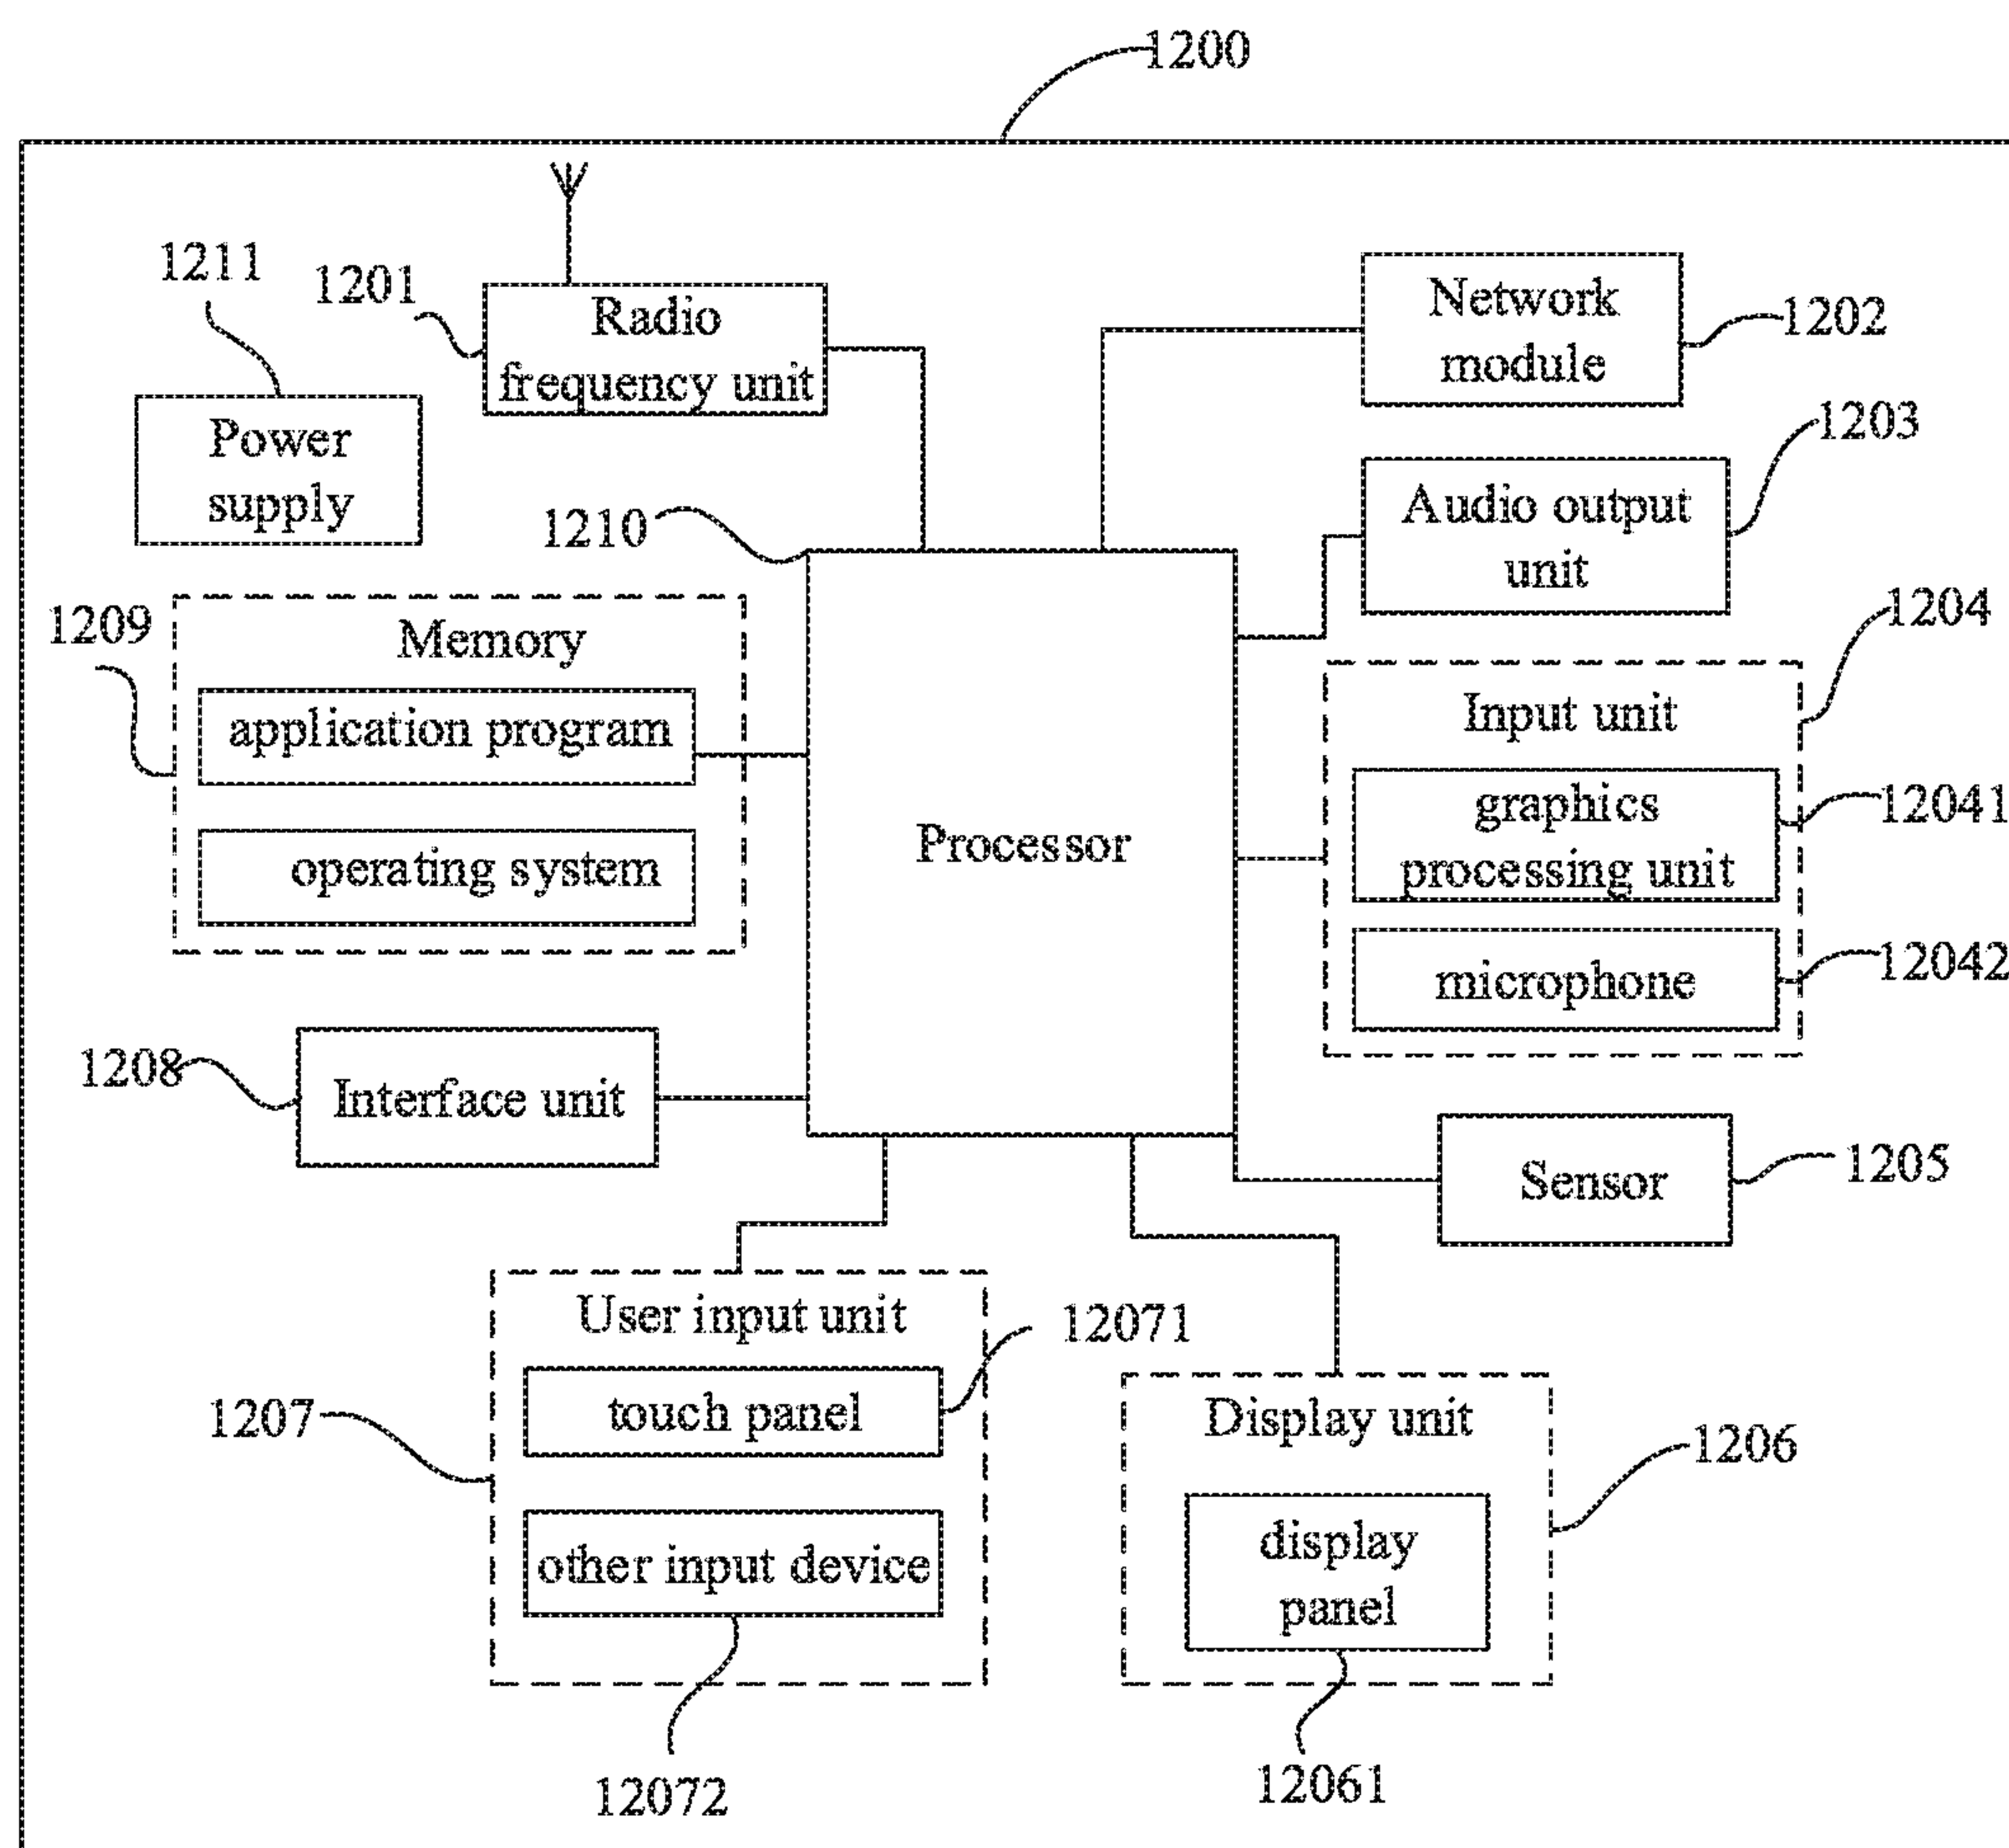 1200
1211
1201
Radio
frequency unit
Network
module
1202
Power
supply
1203
Audio output
unit
1210
1209
Memory
application program
operating system
Processor
1204
Input unit
graphics
processing unit
12041
microphone
12042
1208
Interface unit
Sensor
1205
User input unit
12071
touch panel
1207
other input device
12072
Display unit
1206
display
panel
12061